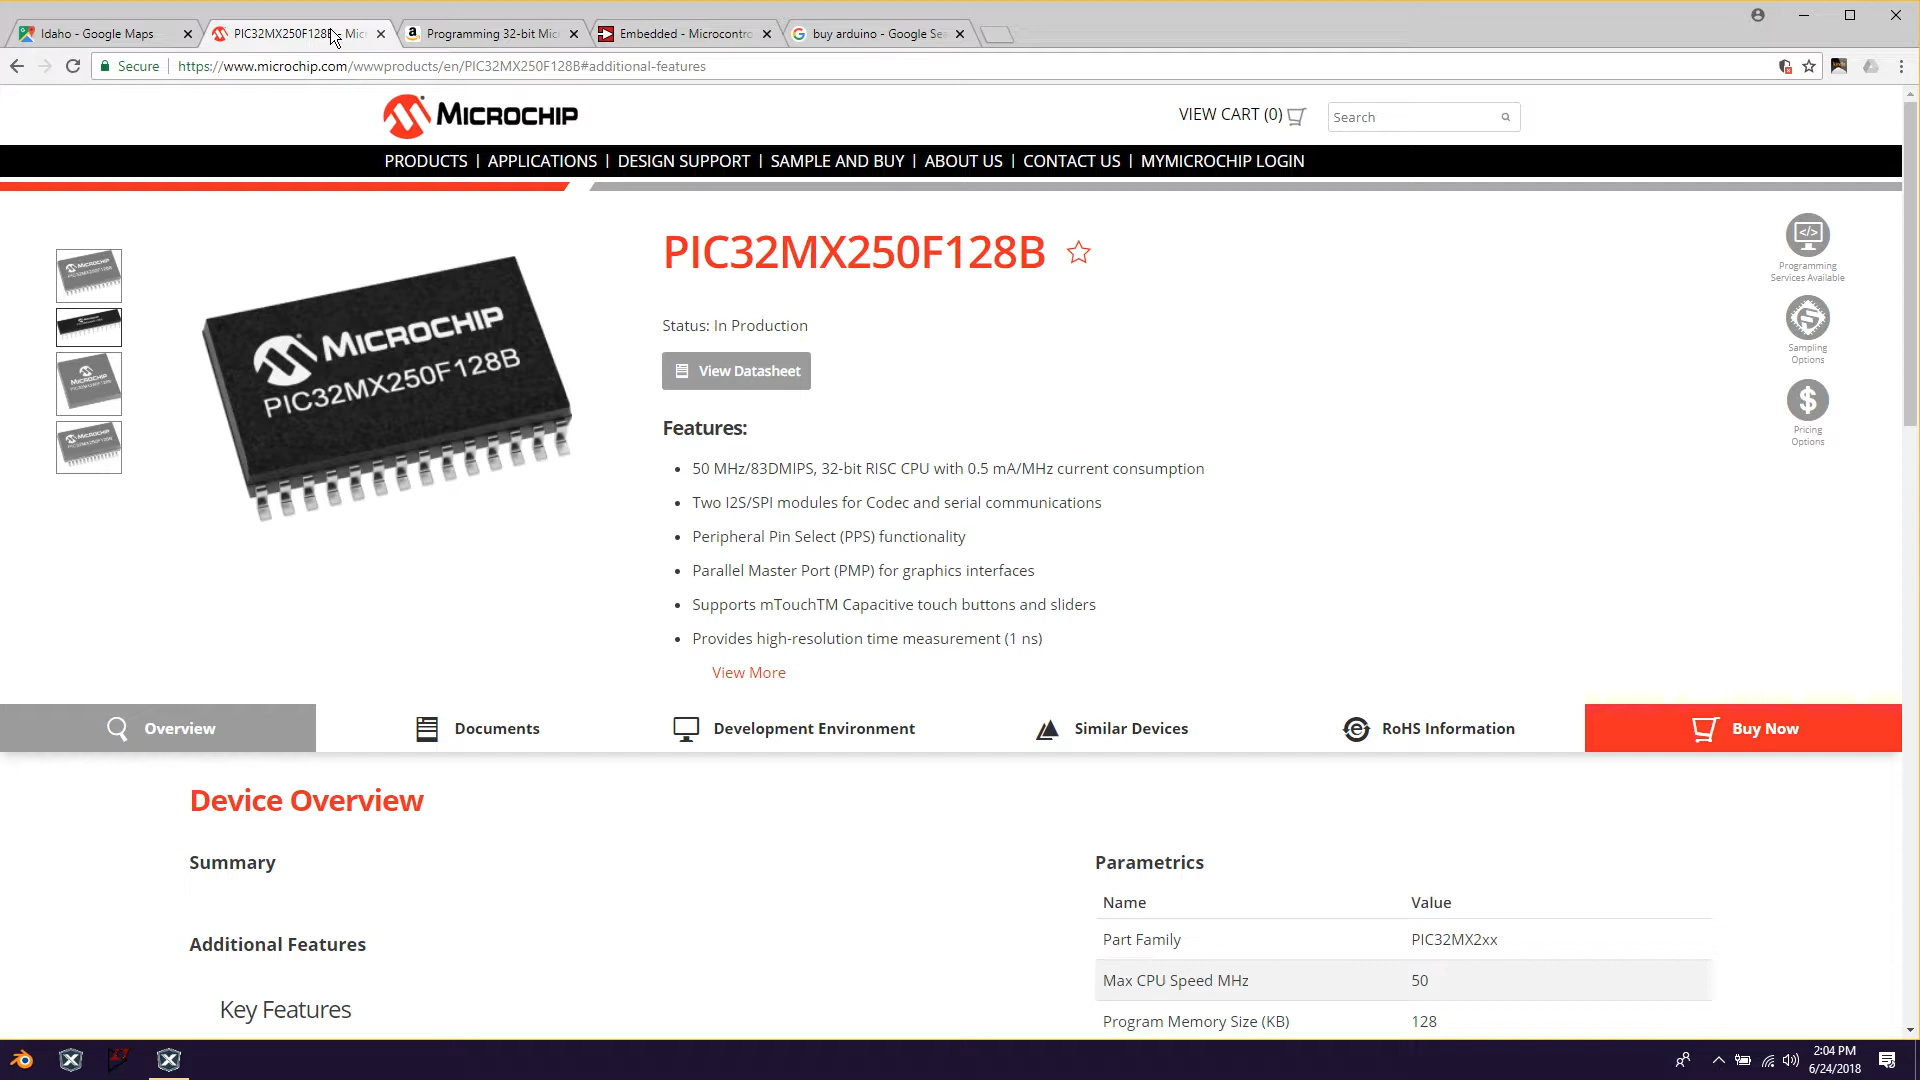 Idaho - Google Maps
PIC32MX250F128B - Micr
Programming 32-bit Mic
Embedded - Microcontro
buy arduino - Google Sea
Secure
https://www.microchip.com/wwwproducts/en/PIC32MX250F128B#additional-features
MICROCHIP
VIEW CART (0)
Search
PRODUCTS | APPLICATIONS | DESIGN SUPPORT | SAMPLE AND BUY | ABOUT US | CONTACT US | MYMICROCHIP LOGIN
PIC32MX250F128B
Programming
Services Available
Sampling
Options
Pricing
Options
MICROCHIP
PIC32MX250F128B
Status: In Production
View Datasheet
Features:
50 MHz/83DMIPS, 32-bit RISC CPU with 0.5 mA/MHz current consumption
Two I2S/SPI modules for Codec and serial communications
Peripheral Pin Select (PPS) functionality
Parallel Master Port (PMP) for graphics interfaces
Supports mTouchTM Capacitive touch buttons and sliders
Provides high-resolution time measurement (1 ns)
View More
Overview
Documents
Development Environment
Similar Devices
RoHS Information
Buy Now
Device Overview
Summary
Additional Features
Key Features
Parametrics
Name Value
Part Family PIC32MX2xx
Max CPU Speed MHz 50
Program Memory Size (KB) 128
2:04 PM
6/24/2018